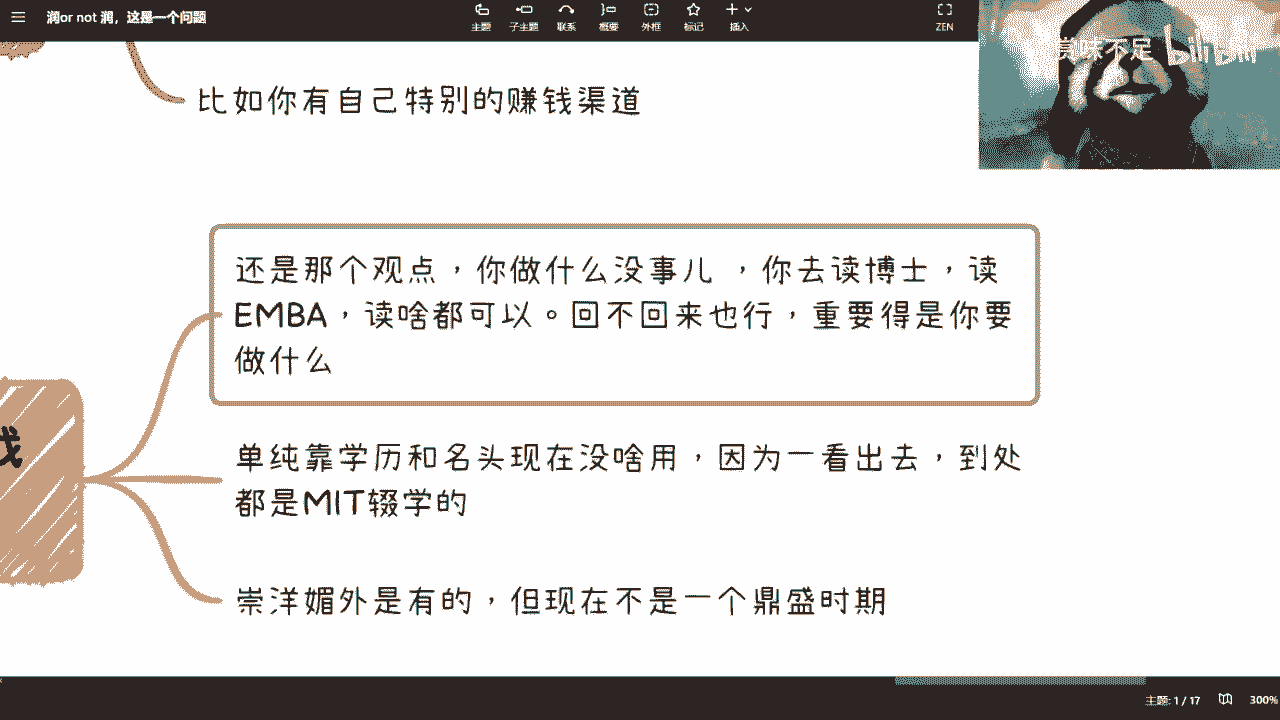 润or not 润，这是一个问题
主题
子主题
联系
概要
外框
标记
插入
ZEN
赏味不足 bilibili
比如你有自己特别的赚钱渠道
还是那个观点，你做什么没事儿，你去读博士，读
EMBA，读啥都可以。回不回来也行，重要得是你要
做什么
单纯靠学历和名头现在没啥用，因为一看出去，到处
都是MIT辍学的
崇洋媚外是有的，但现在不是一个鼎盛时期
主题: 1 / 17
300%